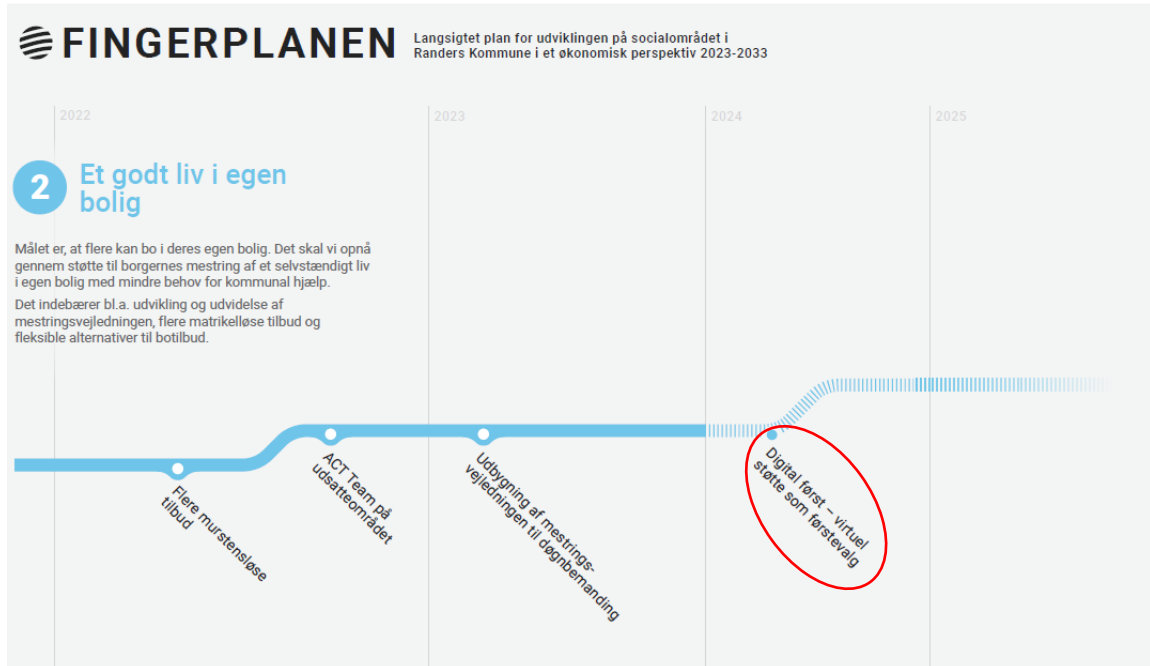 FINGERPLANEN
Langsigtet plan for udviklingen på socialområdet i
Randers Kommune i et økonomisk perspektiv 2023-2033
2022
2023
2024
2025
2
Et godt liv i egen
bolig
Målet er, at flere kan bo i deres egen bolig. Det skal vi opnå
gennem støtte til borgernes mestring af et selvstændigt liv
i egen bolig med mindre behov for kommunal hjælp.
Det indebærer bl.a. udvikling og udvidelse af
mestringsvejledningen, flere matrikelløse tilbud og
fleksible alternativer til botilbud.
Flere murstensløse
tilbud
ACT Team på
udsatteområdet
Udbygning af mestrings-
vejledningen til døgnbemanding
Digital først – virtuel
støtte som førstevalg